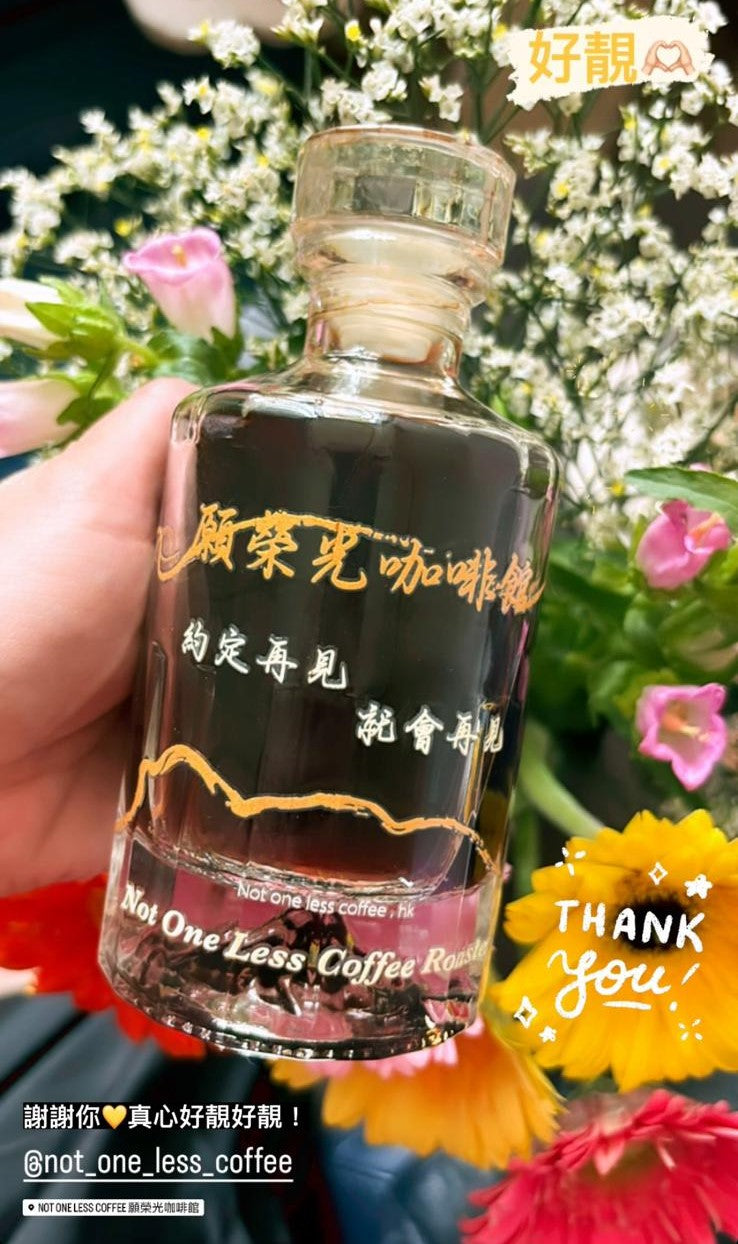 好靚
願榮光咖啡館
約定再見
就會再見
Not one less coffee , hk
Not One Less Coffee Roaster
THANK
you!
謝謝你💛真心好靚好靚！
@not_one_less_coffee
NOT ONE LESS COFFEE 願榮光咖啡館